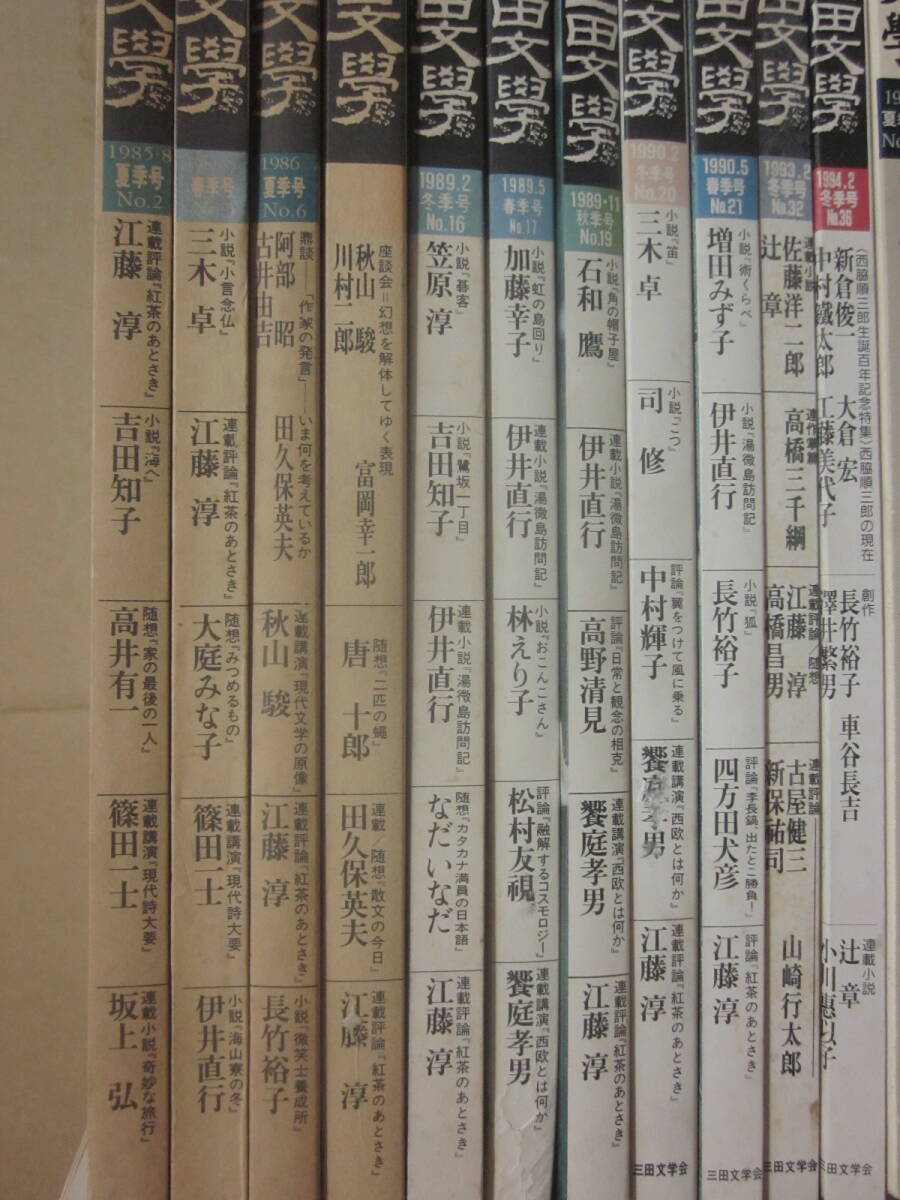 文學
1985・8
夏季号
No.2
連載評論『紅茶のあとさき』
江藤 淳
小説『海へ』
吉田知子
随想『家の最後の一人』
高井有一
連載講演『現代詩大要』
篠田一士
連載小説『奇妙な旅行』
坂上 弘
文學
春季号
小説『小言念仏』
三木 卓
連載評論『紅茶のあとさき』
江藤 淳
随想『みつめるもの』
大庭みな子
連載講演『現代詩大要』
篠田一士
小説『海山寮の冬』
伊井直行
文學
1986
夏季号
No.6
鼎談――「作家の発言」――いま何を考えているか
阿部 昭
古井由吉
田久保英夫
連載講演『現代文学の原像』
秋山 駿
連載評論『紅茶のあとさき』
江藤 淳
小説『微笑士養成所』
長竹裕子
文學
座談会＝幻想を解体してゆく表現
秋山 駿
川村二郎
富岡幸一郎
随想『二匹の蠅』
唐 十郎
連載 随想『散文の今日』
田久保英夫
連載評論『紅茶のあとさき』
江藤 淳
田文學
1989.2
冬季号
No.16
小説『碁客』
笠原 淳
小説『鷺坂一丁目』
吉田知子
連載小説『湯微島訪問記』
伊井直行
随想『カタカナ満員の日本語』
なだいなだ
連載評論『紅茶のあとさき』
江藤 淳
田文學
1989.5
春季号
No.17
小説『虹の島回り』
加藤幸子
連載小説『湯微島訪問記』
伊井直行
小説『おこんこさん』
林えり子
評論『融解するコスモロジー』
松村友視
連載講演『西欧とは何か』
饗庭孝男
田文學
1989・11
秋季号
No.19
小説『角の帽子屋』
石和 鷹
連載小説『湯微島訪問記』
伊井直行
評論『日常と観念の相克』
高野清見
連載講演『西欧とは何か』
饗庭孝男
連載評論『紅茶のあとさき』
江藤 淳
田文學
1990.2
冬季号
No.20
小説『笛』
三木 卓
小説『こつ』
司 修
評論『翼をつけて風に乗る』
中村輝子
連載講演『西欧とは何か』
饗庭孝男
連載評論『紅茶のあとさき』
江藤 淳
三田文学会
田文學
1990.5
春季号
No.21
小説『術くらべ』
増田みず子
小説『湯微島訪問記』
伊井直行
小説『狐』
長竹裕子
評論『李長鎬、出たとこ勝負！』
四方田犬彦
評論『紅茶のあとさき』
江藤 淳
三田文学会
田文學
1993.2
冬季号
No.32
連載小説
佐藤洋二郎
辻 章
連作掌篇
高橋三千綱
連載評論／随想
江藤 淳
高橋昌男
連載評論
古屋健三
新保祐司
山崎行太郎
三田文学会
田文學
1994.2
冬季号
No.36
〈西脇順三郎生誕百年記念特集〉西脇順三郎の現在
新倉俊一
中村鐵太郎
大倉 宏
工藤美代子
創作
長竹裕子
澤井繁男
車谷長吉
連載小説
辻 章
小川恵以子
三田文学会
學
19
夏季
No.